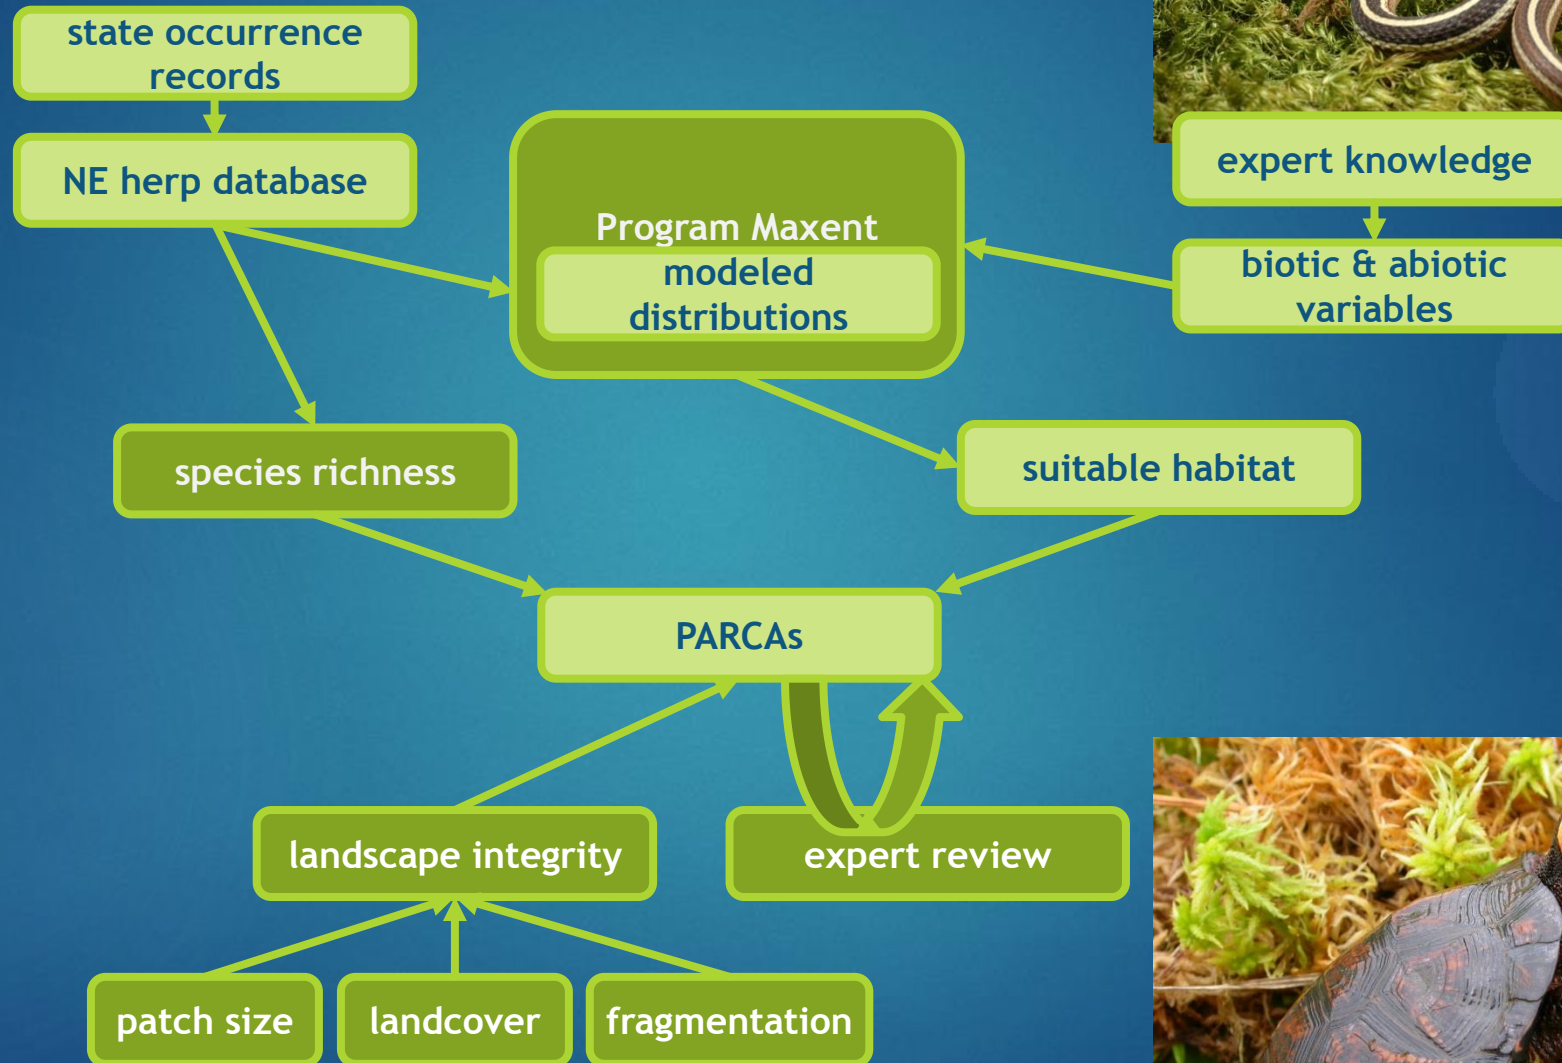 state occurrence
records
NE herp database
Program Maxent
modeled
distributions
expert knowledge
biotic & abiotic
variables
species richness
suitable habitat
PARCAs
landscape integrity
expert review
patch size
landcover
fragmentation